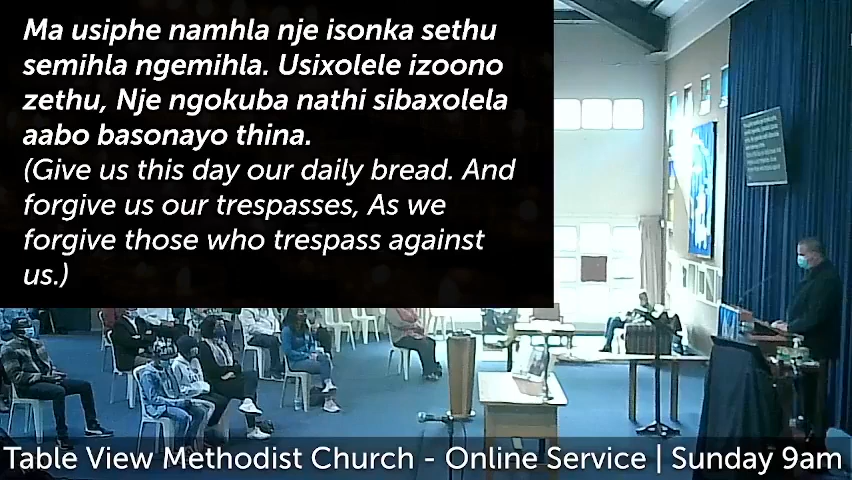 Ma usiphe namhla nje isonka sethu
semihla ngemihla. Usixolele izoono
zethu, Nje ngokuba nathi sibaxolela
aabo basonayo thina.
(Give us this day our daily bread. And
forgive us our trespasses, As we
forgive those who trespass against
us.)
Table View Methodist Church - Online Service | Sunday 9am